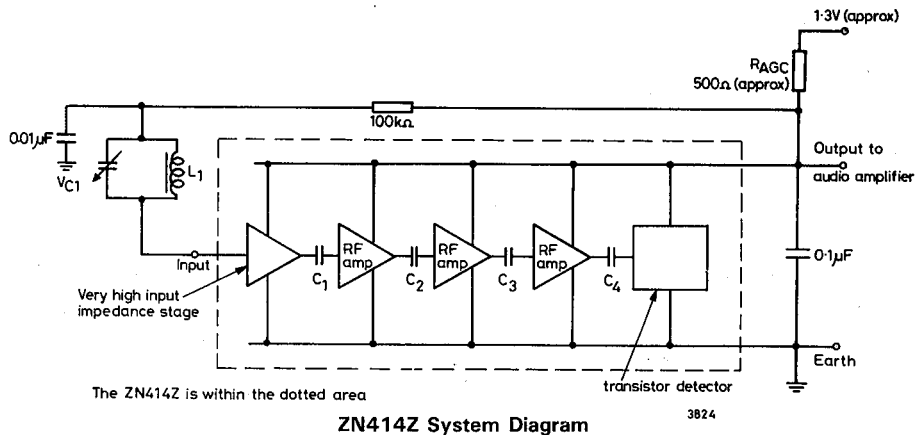 1·3V (approx)
RAGC
500Ω (approx)
100kΩ
0·01µF
VC1
L1
Output to
audio amplifier
Input
RF
amp
RF
amp
RF
amp
C1
C2
C3
C4
0·1µF
Very high input
impedance stage
Earth
transistor detector
The ZN414Z is within the dotted area
3824
ZN414Z System Diagram